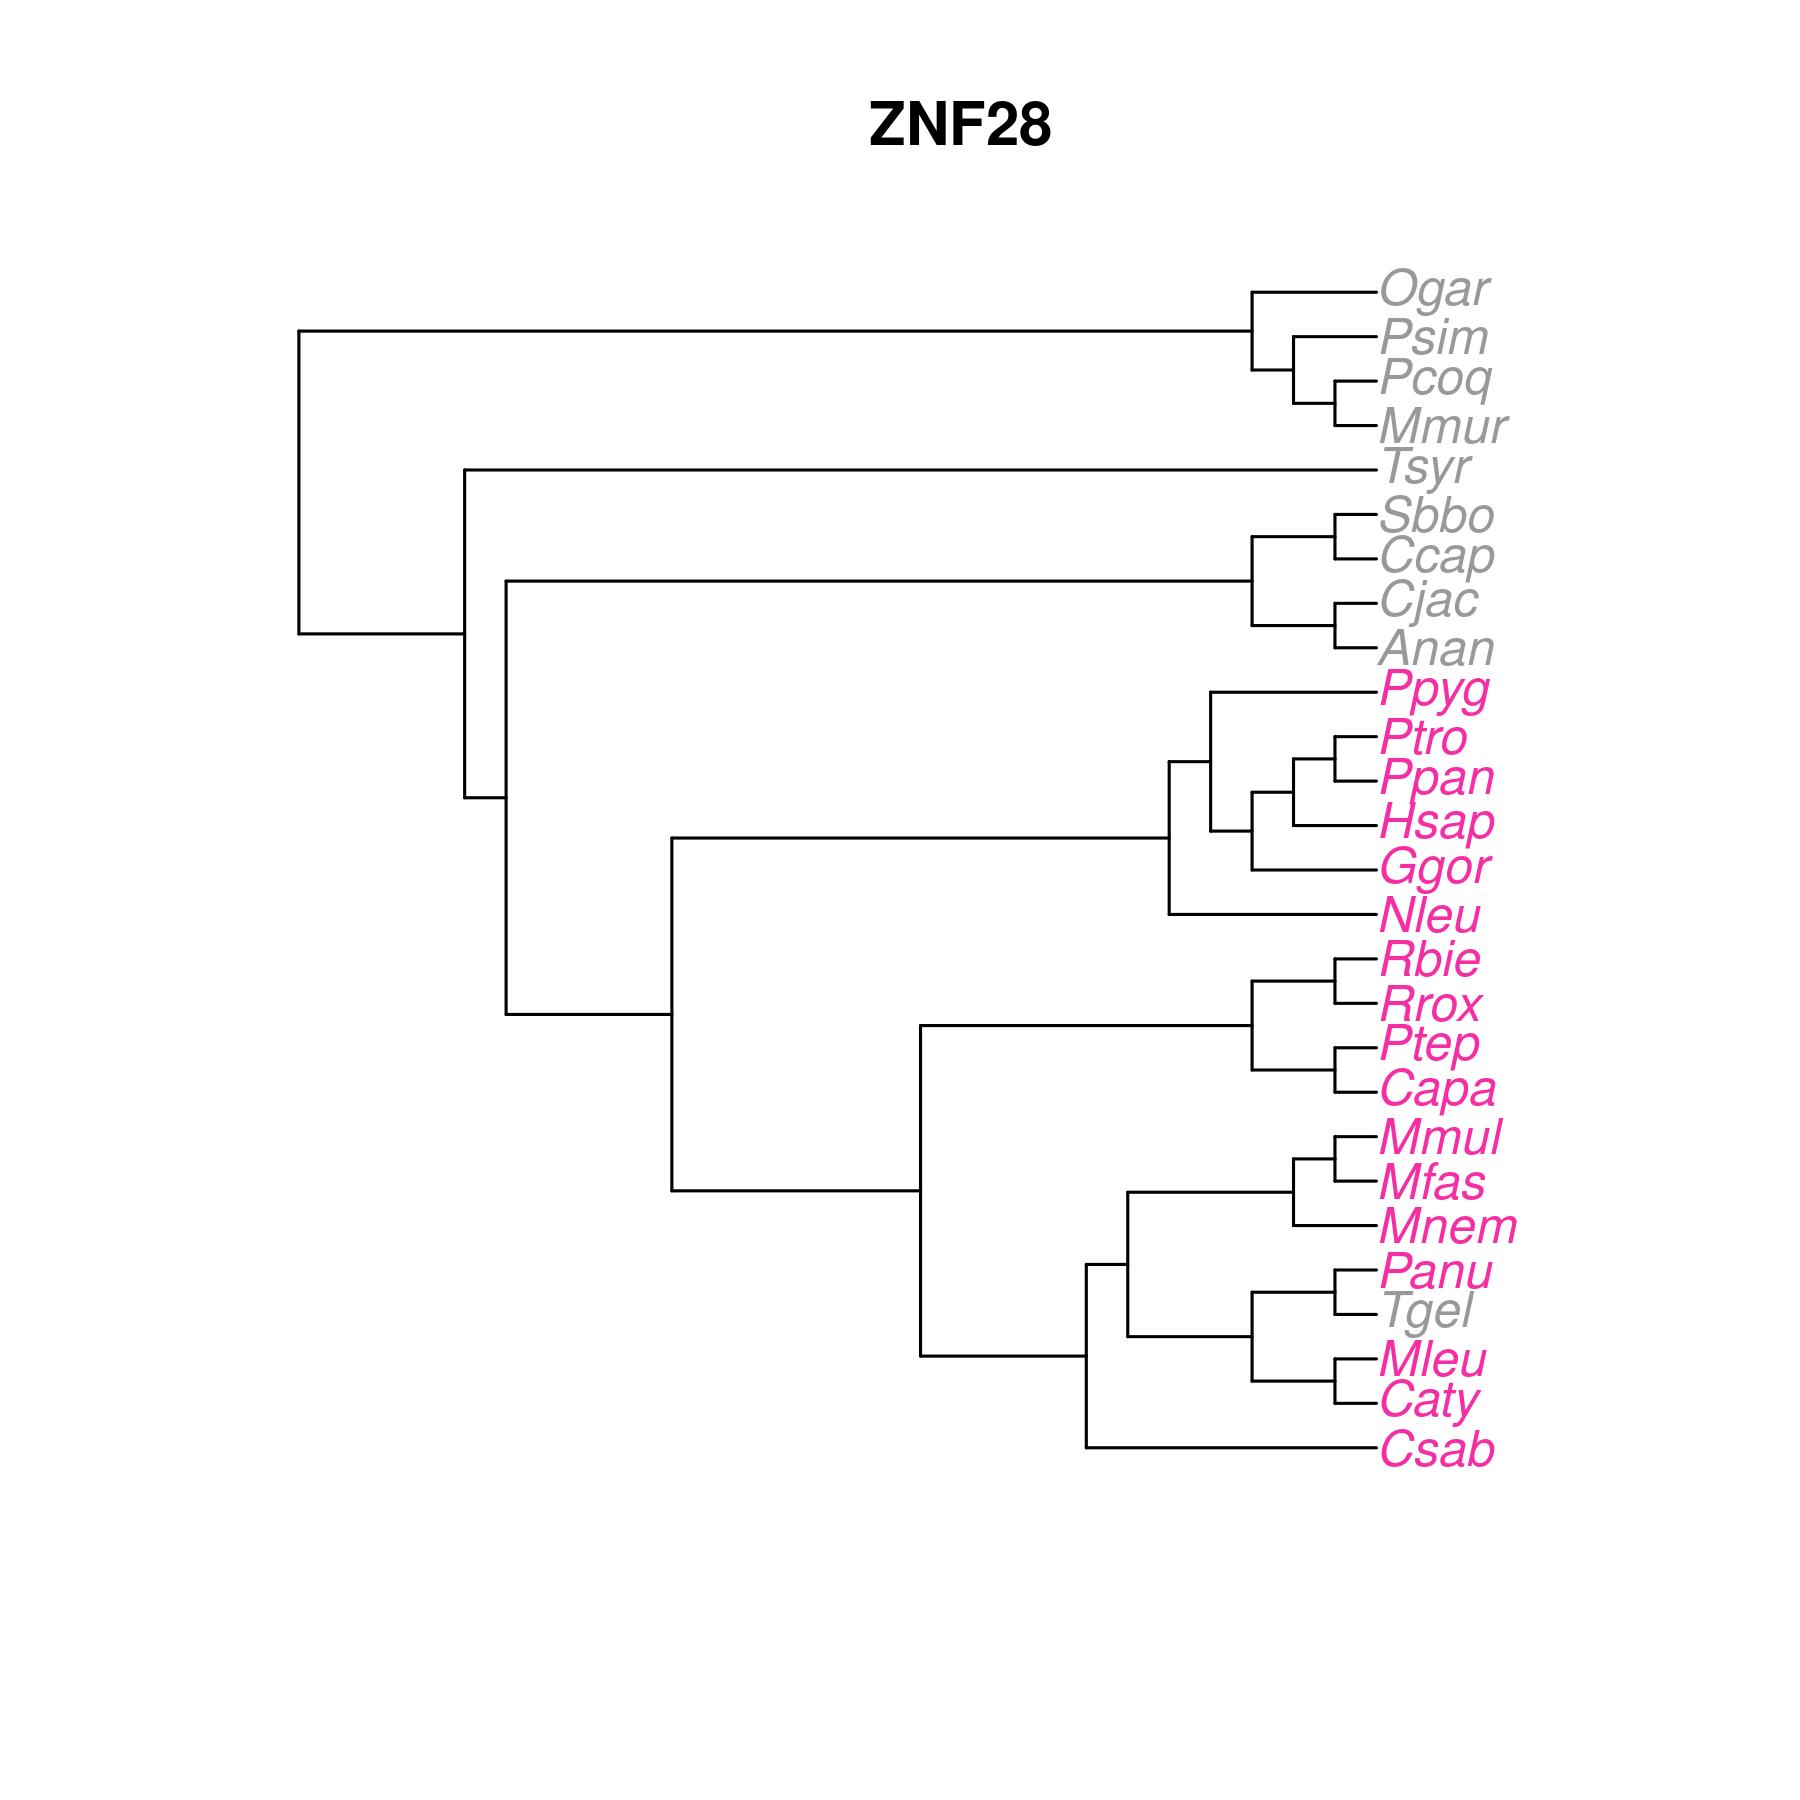 ZNF28
Ogar
Psim
Pcoq
Mmur
Tsyr
Sbbo
Ccap
Cjac
Anan
Ppyg
Ptro
Ppan
Hsap
Ggor
Nleu
Rbie
Rrox
Ptep
Capa
Mmul
Mfas
Mnem
Panu
Tgel
Mleu
Caty
Csab